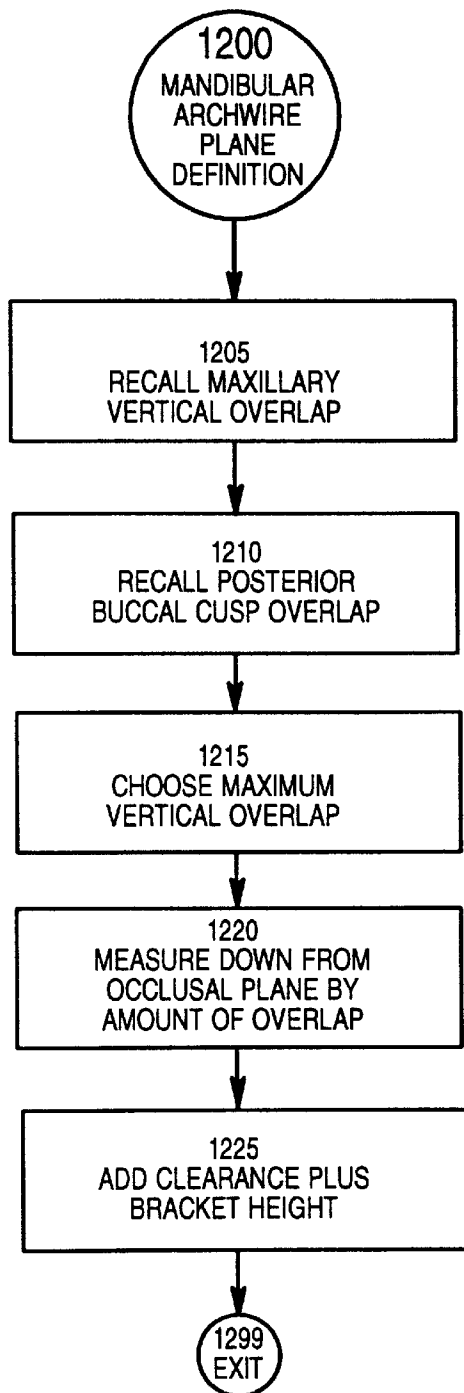 1200
MANDIBULAR
ARCHWIRE
PLANE
DEFINITION
1205
RECALL MAXILLARY
VERTICAL OVERLAP
1210
RECALL POSTERIOR
BUCCAL CUSP OVERLAP
1215
CHOOSE MAXIMUM
VERTICAL OVERLAP
1220
MEASURE DOWN FROM
OCCLUSAL PLANE BY
AMOUNT OF OVERLAP
1225
ADD CLEARANCE PLUS
BRACKET HEIGHT
1299
EXIT